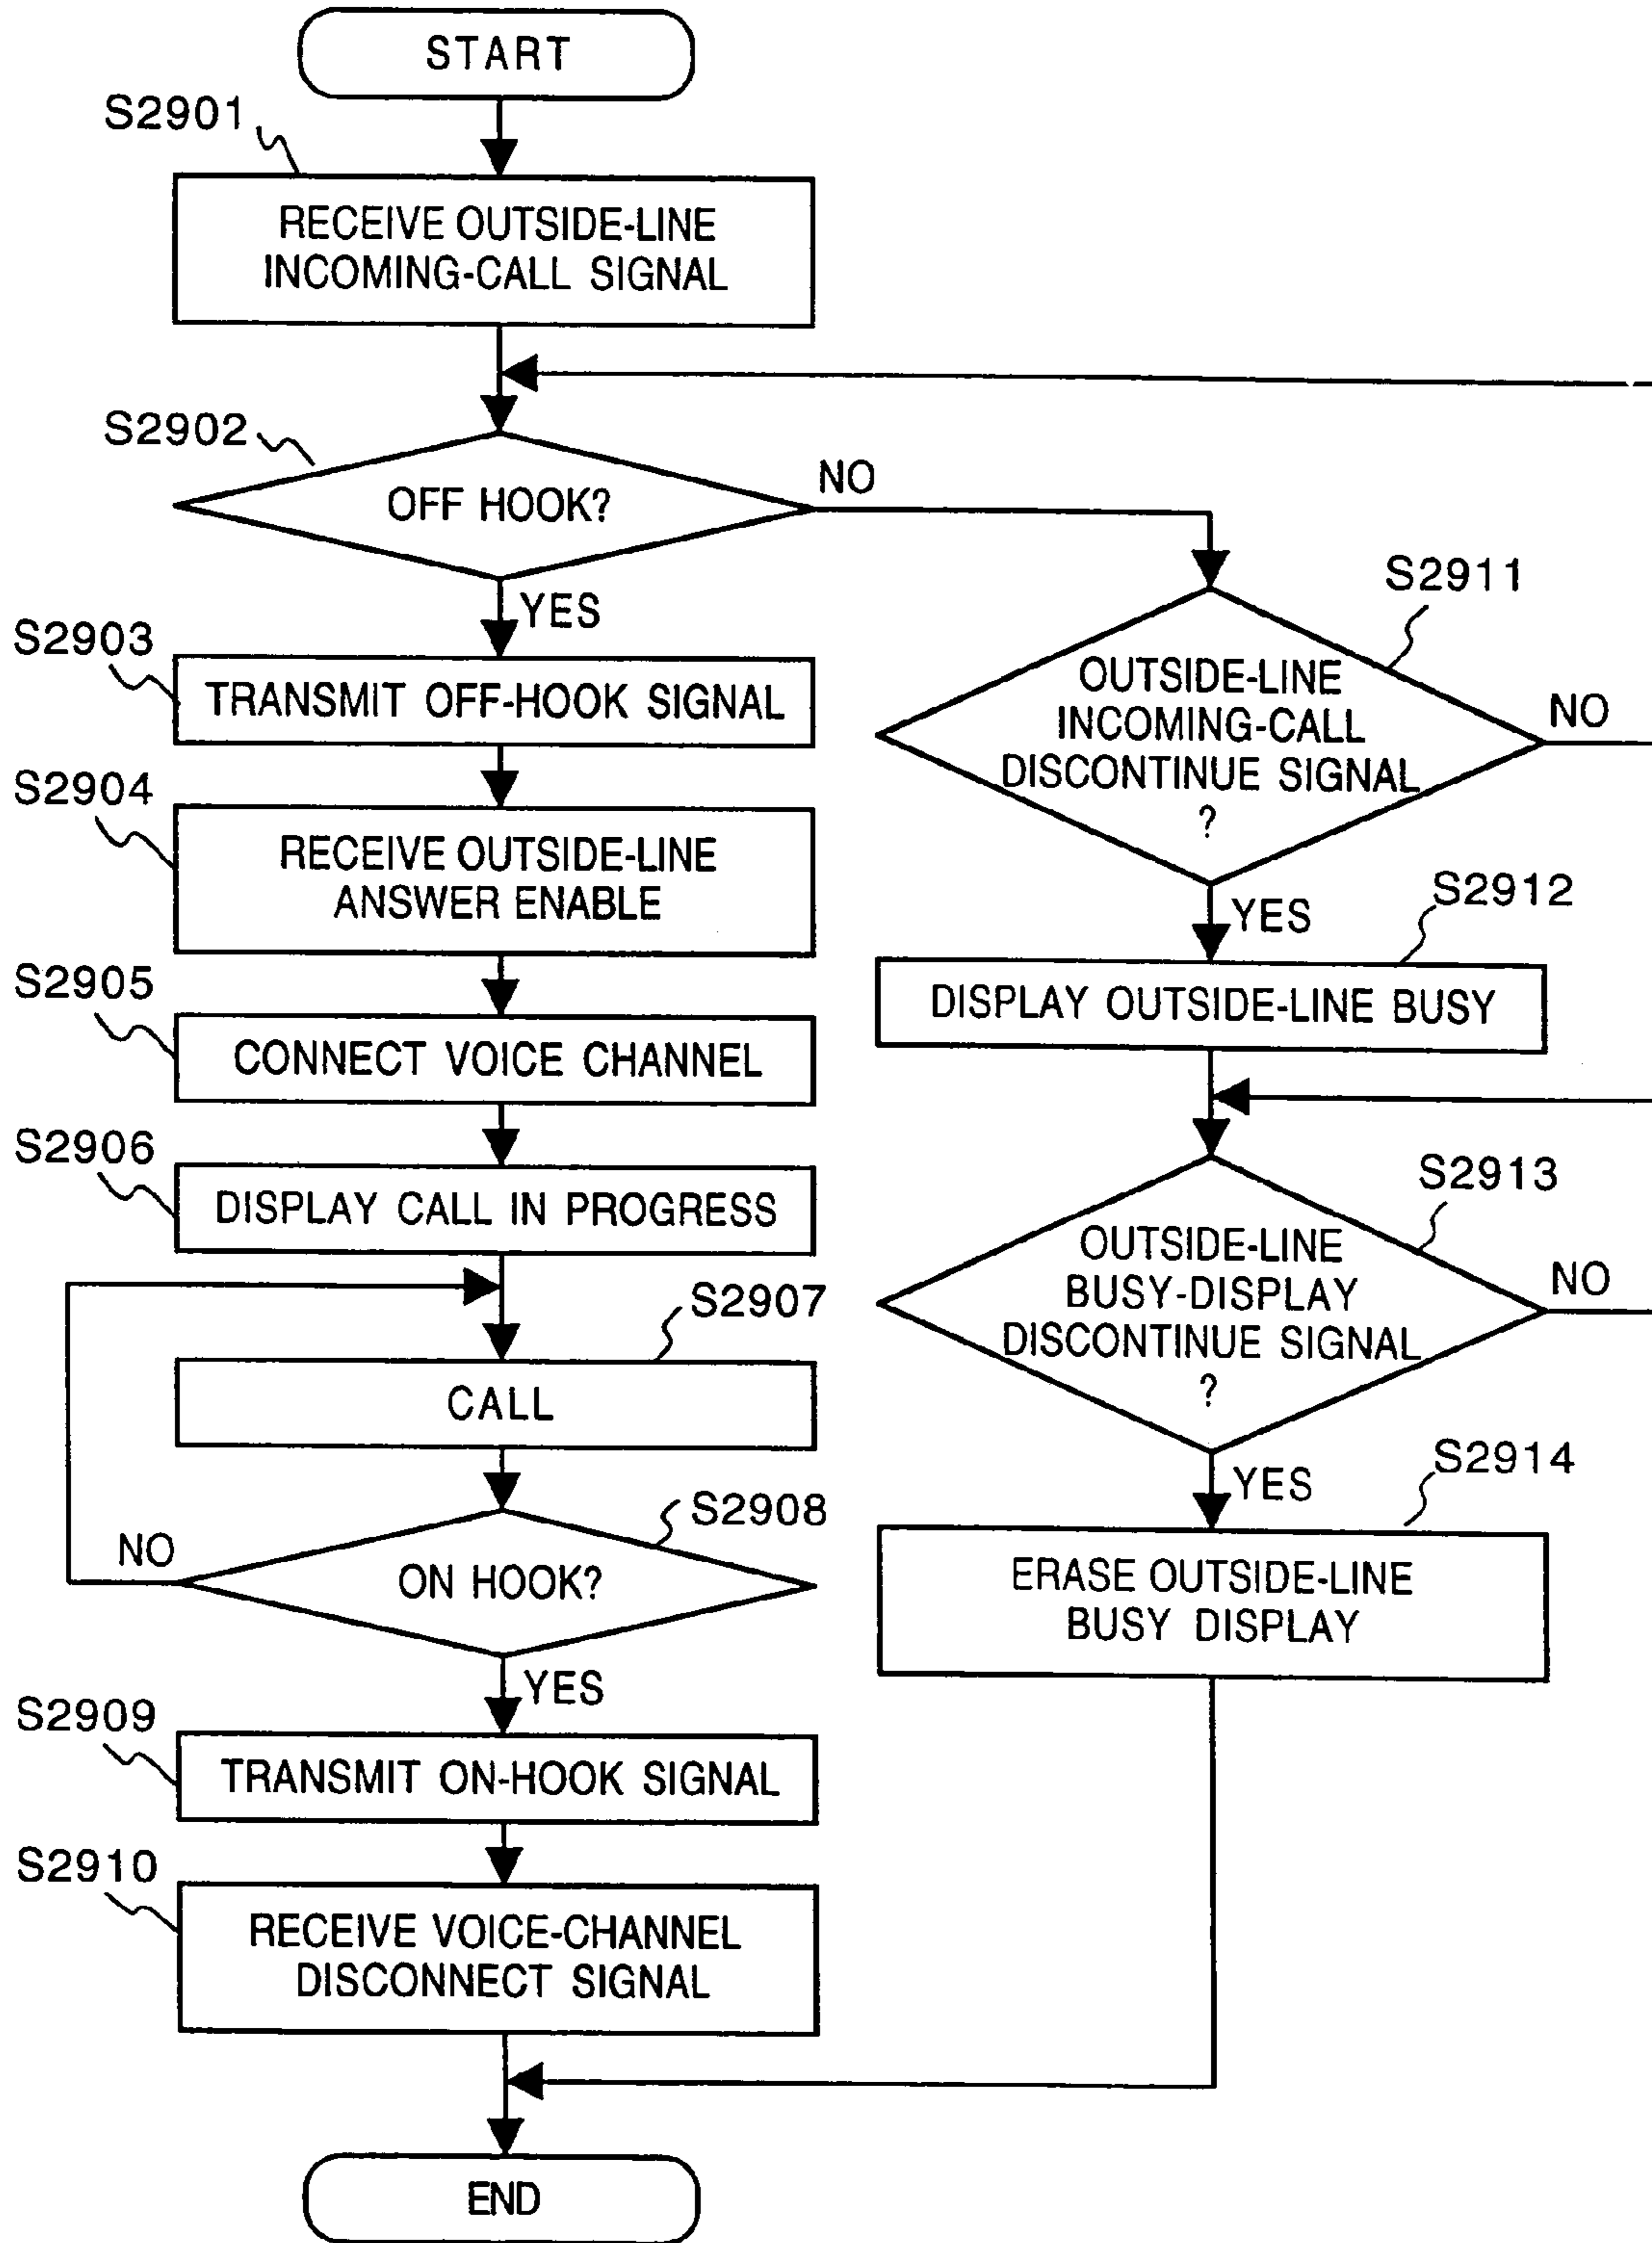 START
S2901
RECEIVE OUTSIDE-LINE
INCOMING-CALL SIGNAL
S2902
OFF HOOK?
NO
YES
S2903
TRANSMIT OFF-HOOK SIGNAL
S2904
RECEIVE OUTSIDE-LINE
ANSWER ENABLE
S2905
CONNECT VOICE CHANNEL
S2906
DISPLAY CALL IN PROGRESS
S2907
CALL
S2908
ON HOOK?
NO
YES
S2909
TRANSMIT ON-HOOK SIGNAL
S2910
RECEIVE VOICE-CHANNEL
DISCONNECT SIGNAL
S2911
OUTSIDE-LINE
INCOMING-CALL
DISCONTINUE SIGNAL
?
NO
YES
S2912
DISPLAY OUTSIDE-LINE BUSY
S2913
OUTSIDE-LINE
BUSY-DISPLAY
DISCONTINUE SIGNAL
?
NO
YES
S2914
ERASE OUTSIDE-LINE
BUSY DISPLAY
END